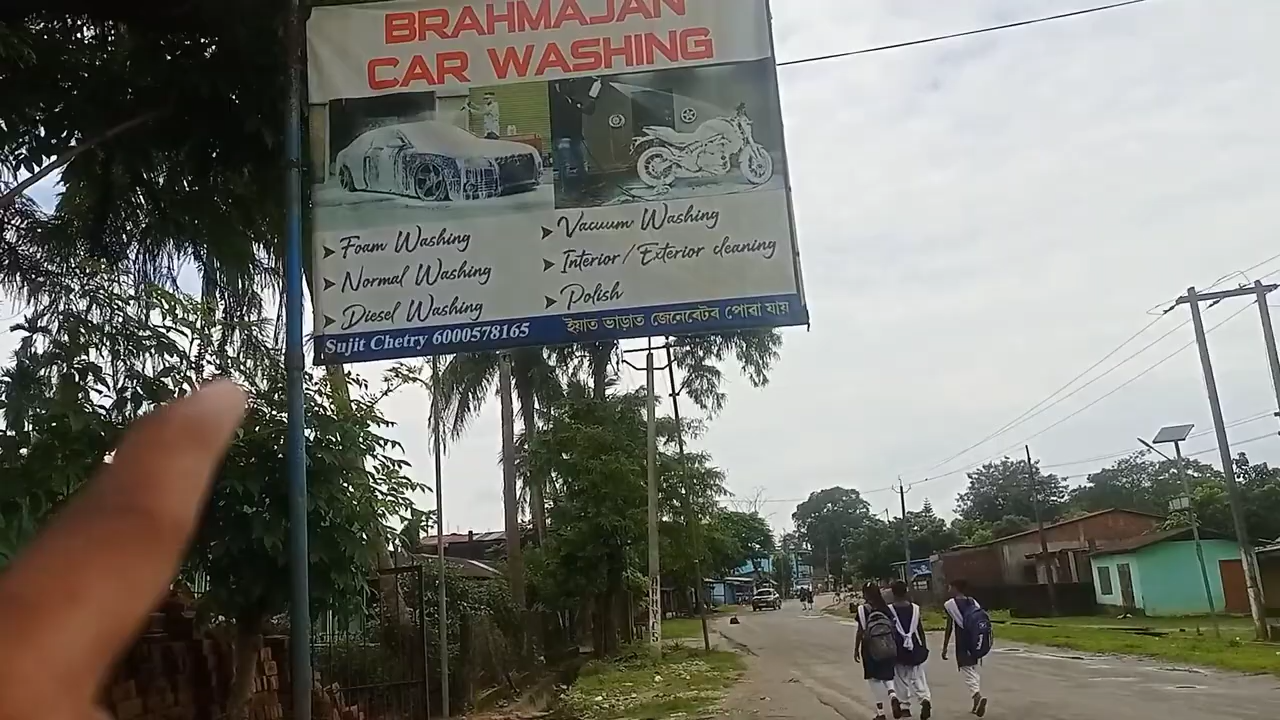 BRAHMAJAN
CAR WASHING
➤ Foam Washing
➤ Normal Washing
➤ Diesel Washing
➤ Vacuum Washing
➤ Interior / Exterior cleaning
➤ Polish
Sujit Chetry 6000578165
ইয়াত ভাড়াত জেনেৰেটৰ পোৱা যায়